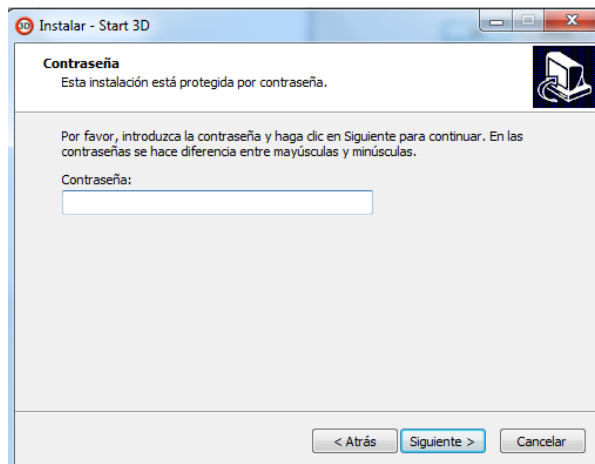 3D Instalar - Start 3D
Contraseña
Esta instalación está protegida por contraseña.
Por favor, introduzca la contraseña y haga clic en Siguiente para continuar. En las
contraseñas se hace diferencia entre mayúsculas y minúsculas.
Contraseña:
< Atrás Siguiente > Cancelar